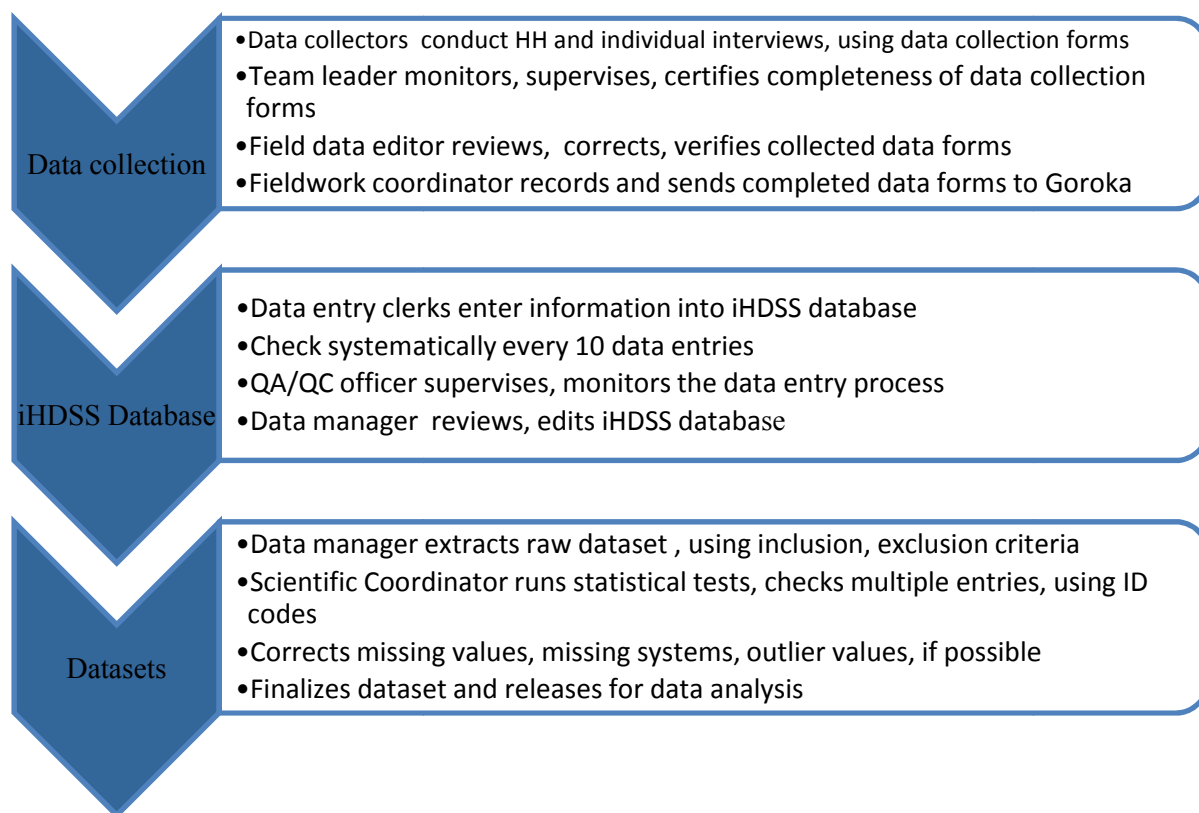 Data collection
•Data collectors conduct HH and individual interviews, using data collection forms
•Team leader monitors, supervises, certifies completeness of data collection
forms
•Field data editor reviews, corrects, verifies collected data forms
•Fieldwork coordinator records and sends completed data forms to Goroka
iHDSS Database
•Data entry clerks enter information into iHDSS database
•Check systematically every 10 data entries
•QA/QC officer supervises, monitors the data entry process
•Data manager reviews, edits iHDSS database
Datasets
•Data manager extracts raw dataset , using inclusion, exclusion criteria
•Scientific Coordinator runs statistical tests, checks multiple entries, using ID
codes
•Corrects missing values, missing systems, outlier values, if possible
•Finalizes dataset and releases for data analysis